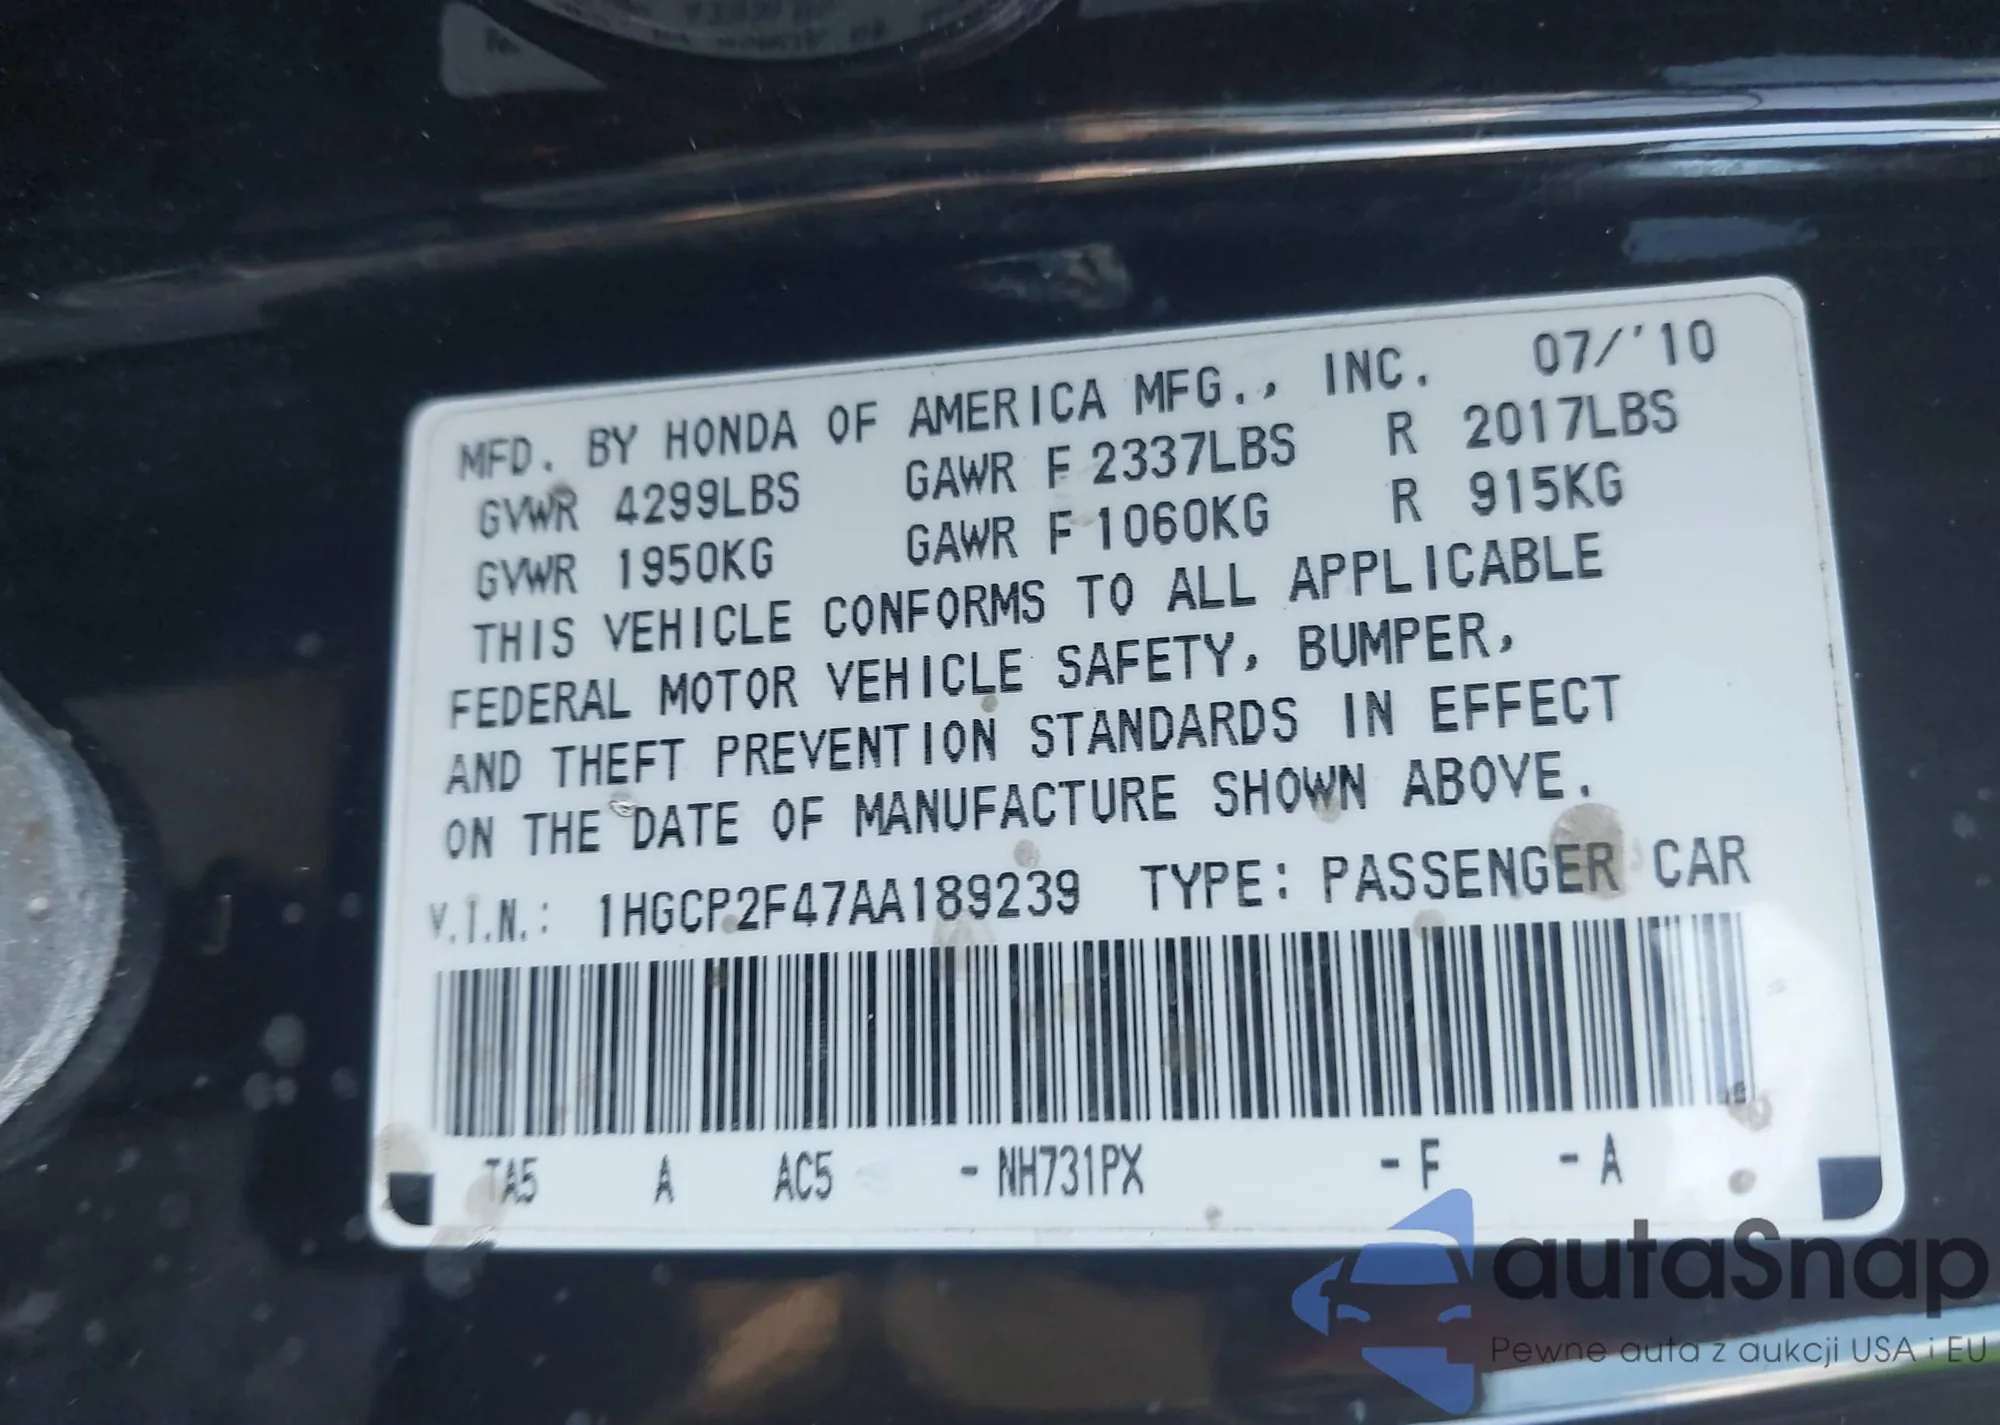 MFD. BY HONDA OF AMERICA MFG., INC. 07/'10
GVWR 4299LBS GAWR F 2337LBS R 2017LBS
GVWR 1950KG GAWR F 1060KG R 915KG
THIS VEHICLE CONFORMS TO ALL APPLICABLE
FEDERAL MOTOR VEHICLE SAFETY, BUMPER,
AND THEFT PREVENTION STANDARDS IN EFFECT
ON THE DATE OF MANUFACTURE SHOWN ABOVE.
V.I.N.: 1HGCP2F47AA189239 TYPE: PASSENGER CAR
TA5 A AC5 - NH731PX - F - A
autaSnap
Pewne auta z aukcji USA i EU